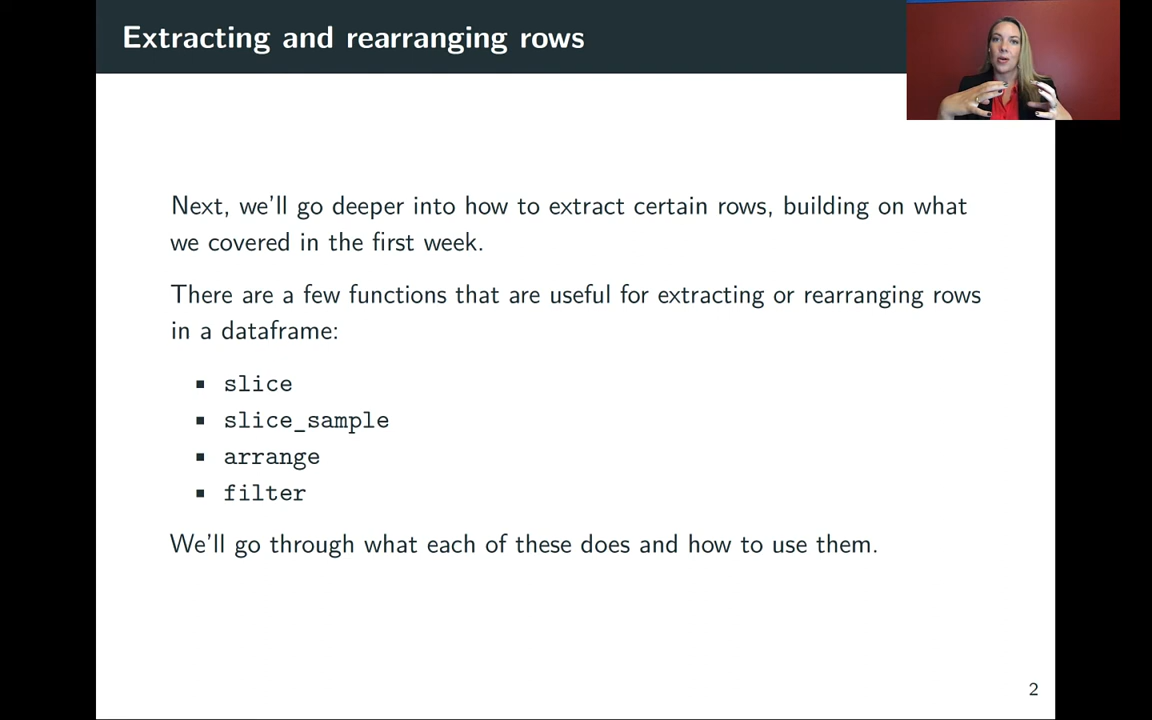 Extracting and rearranging rows
Next, we'll go deeper into how to extract certain rows, building on what
we covered in the first week.
There are a few functions that are useful for extracting or rearranging rows
in a dataframe:
▪ slice
▪ slice_sample
▪ arrange
▪ filter
We'll go through what each of these does and how to use them.
2